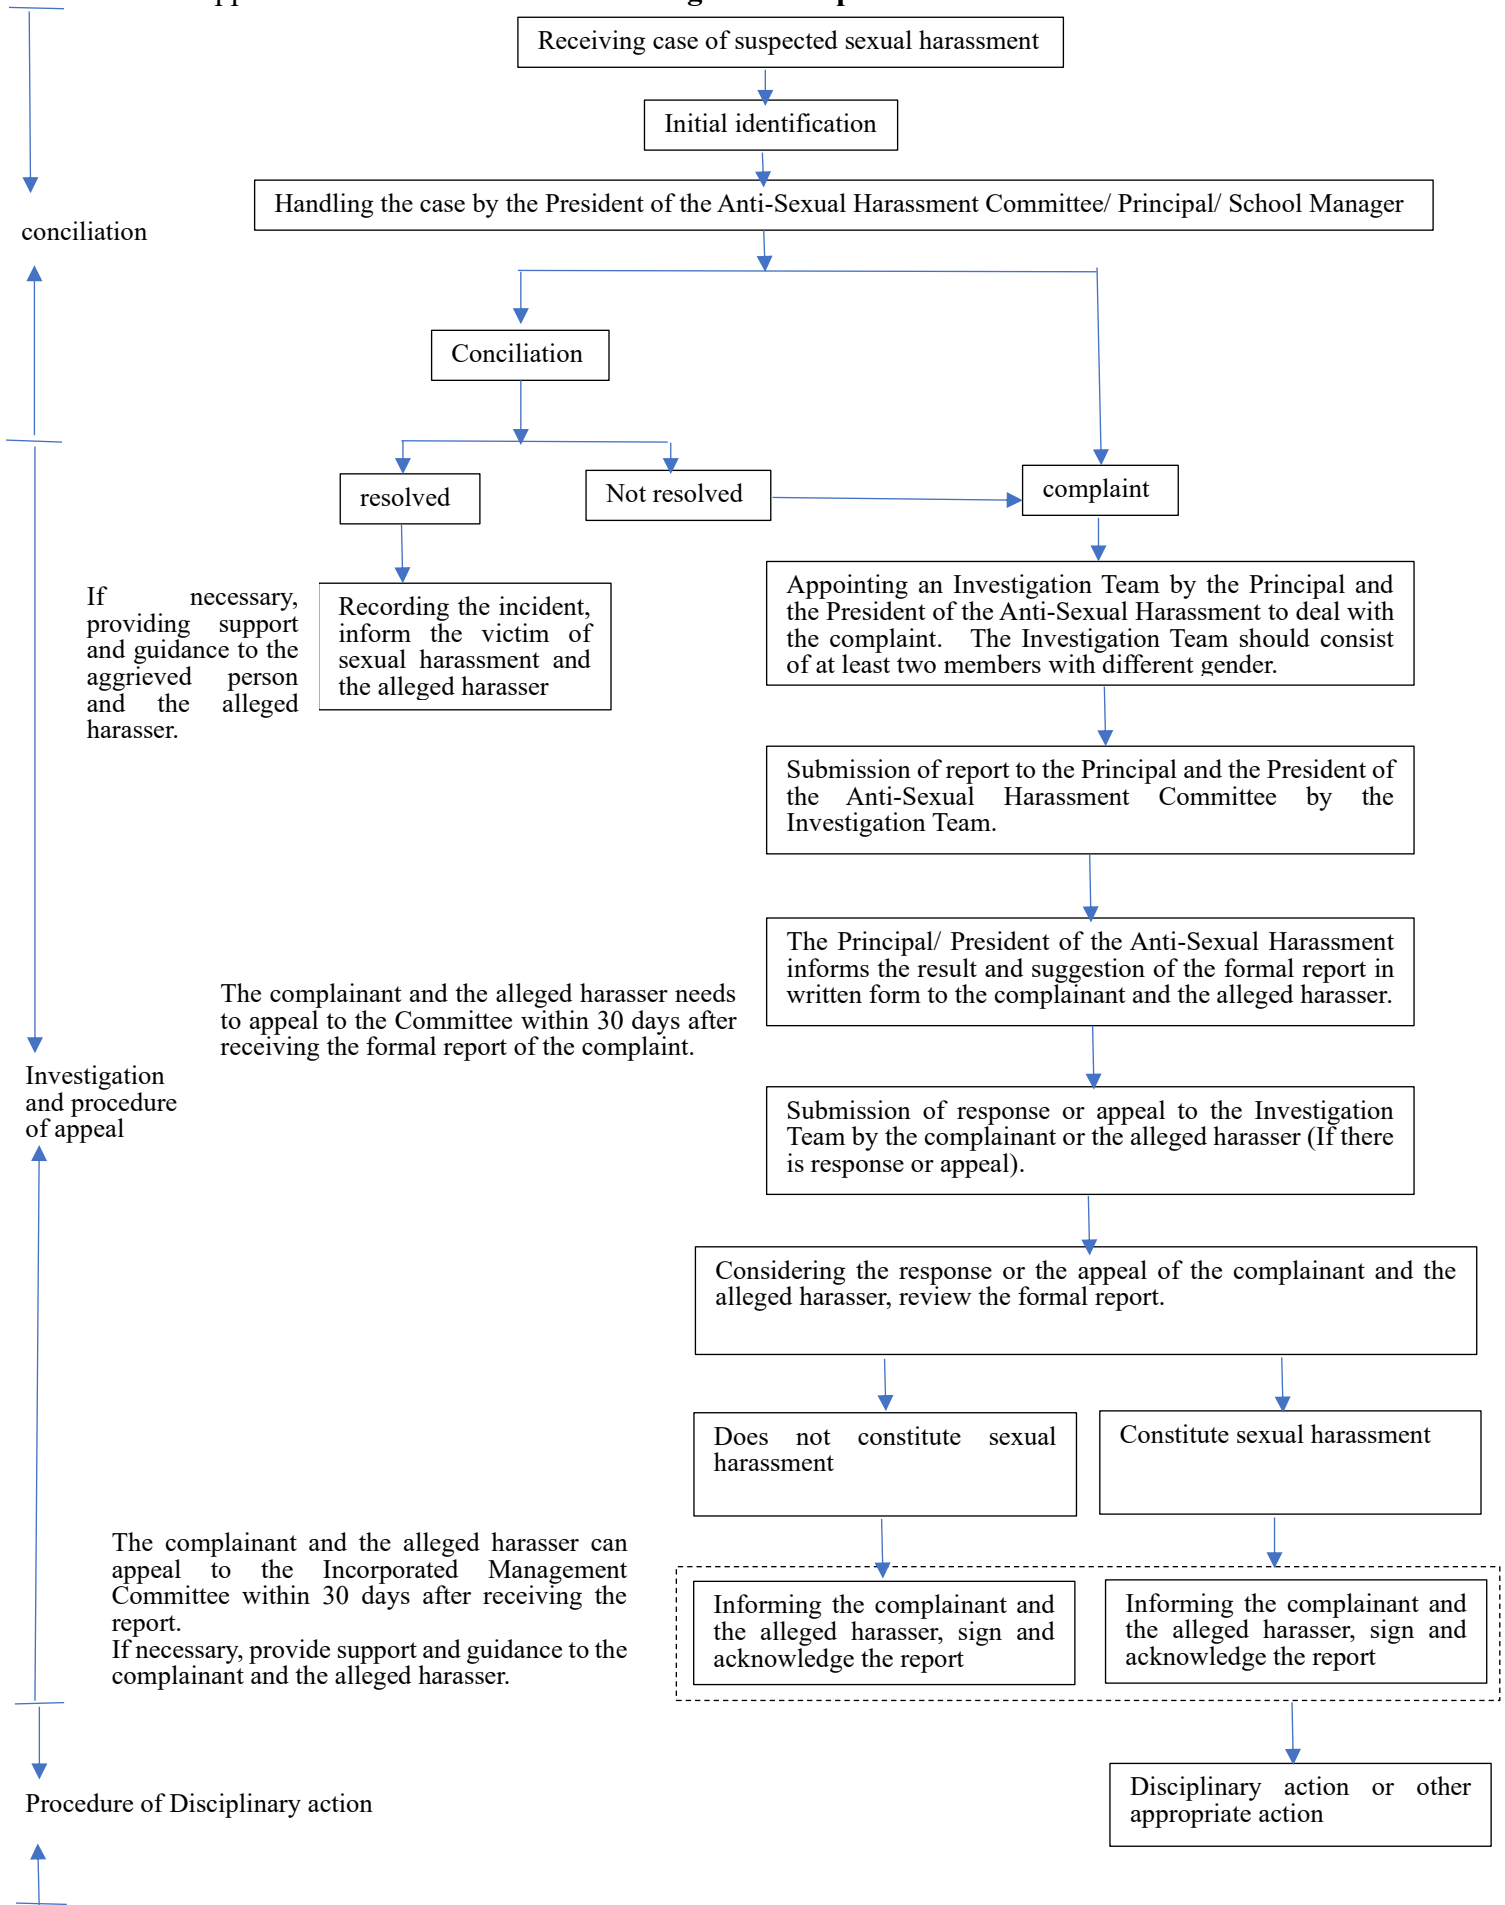 Receiving case of suspected sexual harassment
Initial identification
Handling the case by the President of the Anti-Sexual Harassment Committee/ Principal/ School Manager
conciliation
Conciliation
resolved
Not resolved
complaint
If necessary,
providing support
and guidance to the
aggrieved person
and the alleged
harasser.
Recording the incident,
inform the victim of
sexual harassment and
the alleged harasser
Appointing an Investigation Team by the Principal and
the President of the Anti-Sexual Harassment to deal with
the complaint. The Investigation Team should consist
of at least two members with different gender.
Submission of report to the Principal and the President of
the Anti-Sexual Harassment Committee by the
Investigation Team.
The Principal/ President of the Anti-Sexual Harassment
informs the result and suggestion of the formal report in
written form to the complainant and the alleged harasser.
The complainant and the alleged harasser needs
to appeal to the Committee within 30 days after
receiving the formal report of the complaint.
Investigation
and procedure
of appeal
Submission of response or appeal to the Investigation
Team by the complainant or the alleged harasser (If there
is response or appeal).
Considering the response or the appeal of the complainant and the
alleged harasser, review the formal report.
Does not constitute sexual
harassment
Constitute sexual harassment
The complainant and the alleged harasser can
appeal to the Incorporated Management
Committee within 30 days after receiving the
report.
If necessary, provide support and guidance to the
complainant and the alleged harasser.
Informing the complainant and
the alleged harasser, sign and
acknowledge the report
Informing the complainant and
the alleged harasser, sign and
acknowledge the report
Procedure of Disciplinary action
Disciplinary action or other
appropriate action